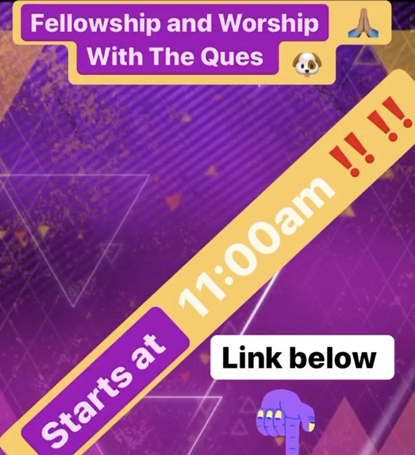 Fellowship and Worship 🙏🏽
With The Ques 🐶
Starts at 11:00am ‼️‼️
Link below